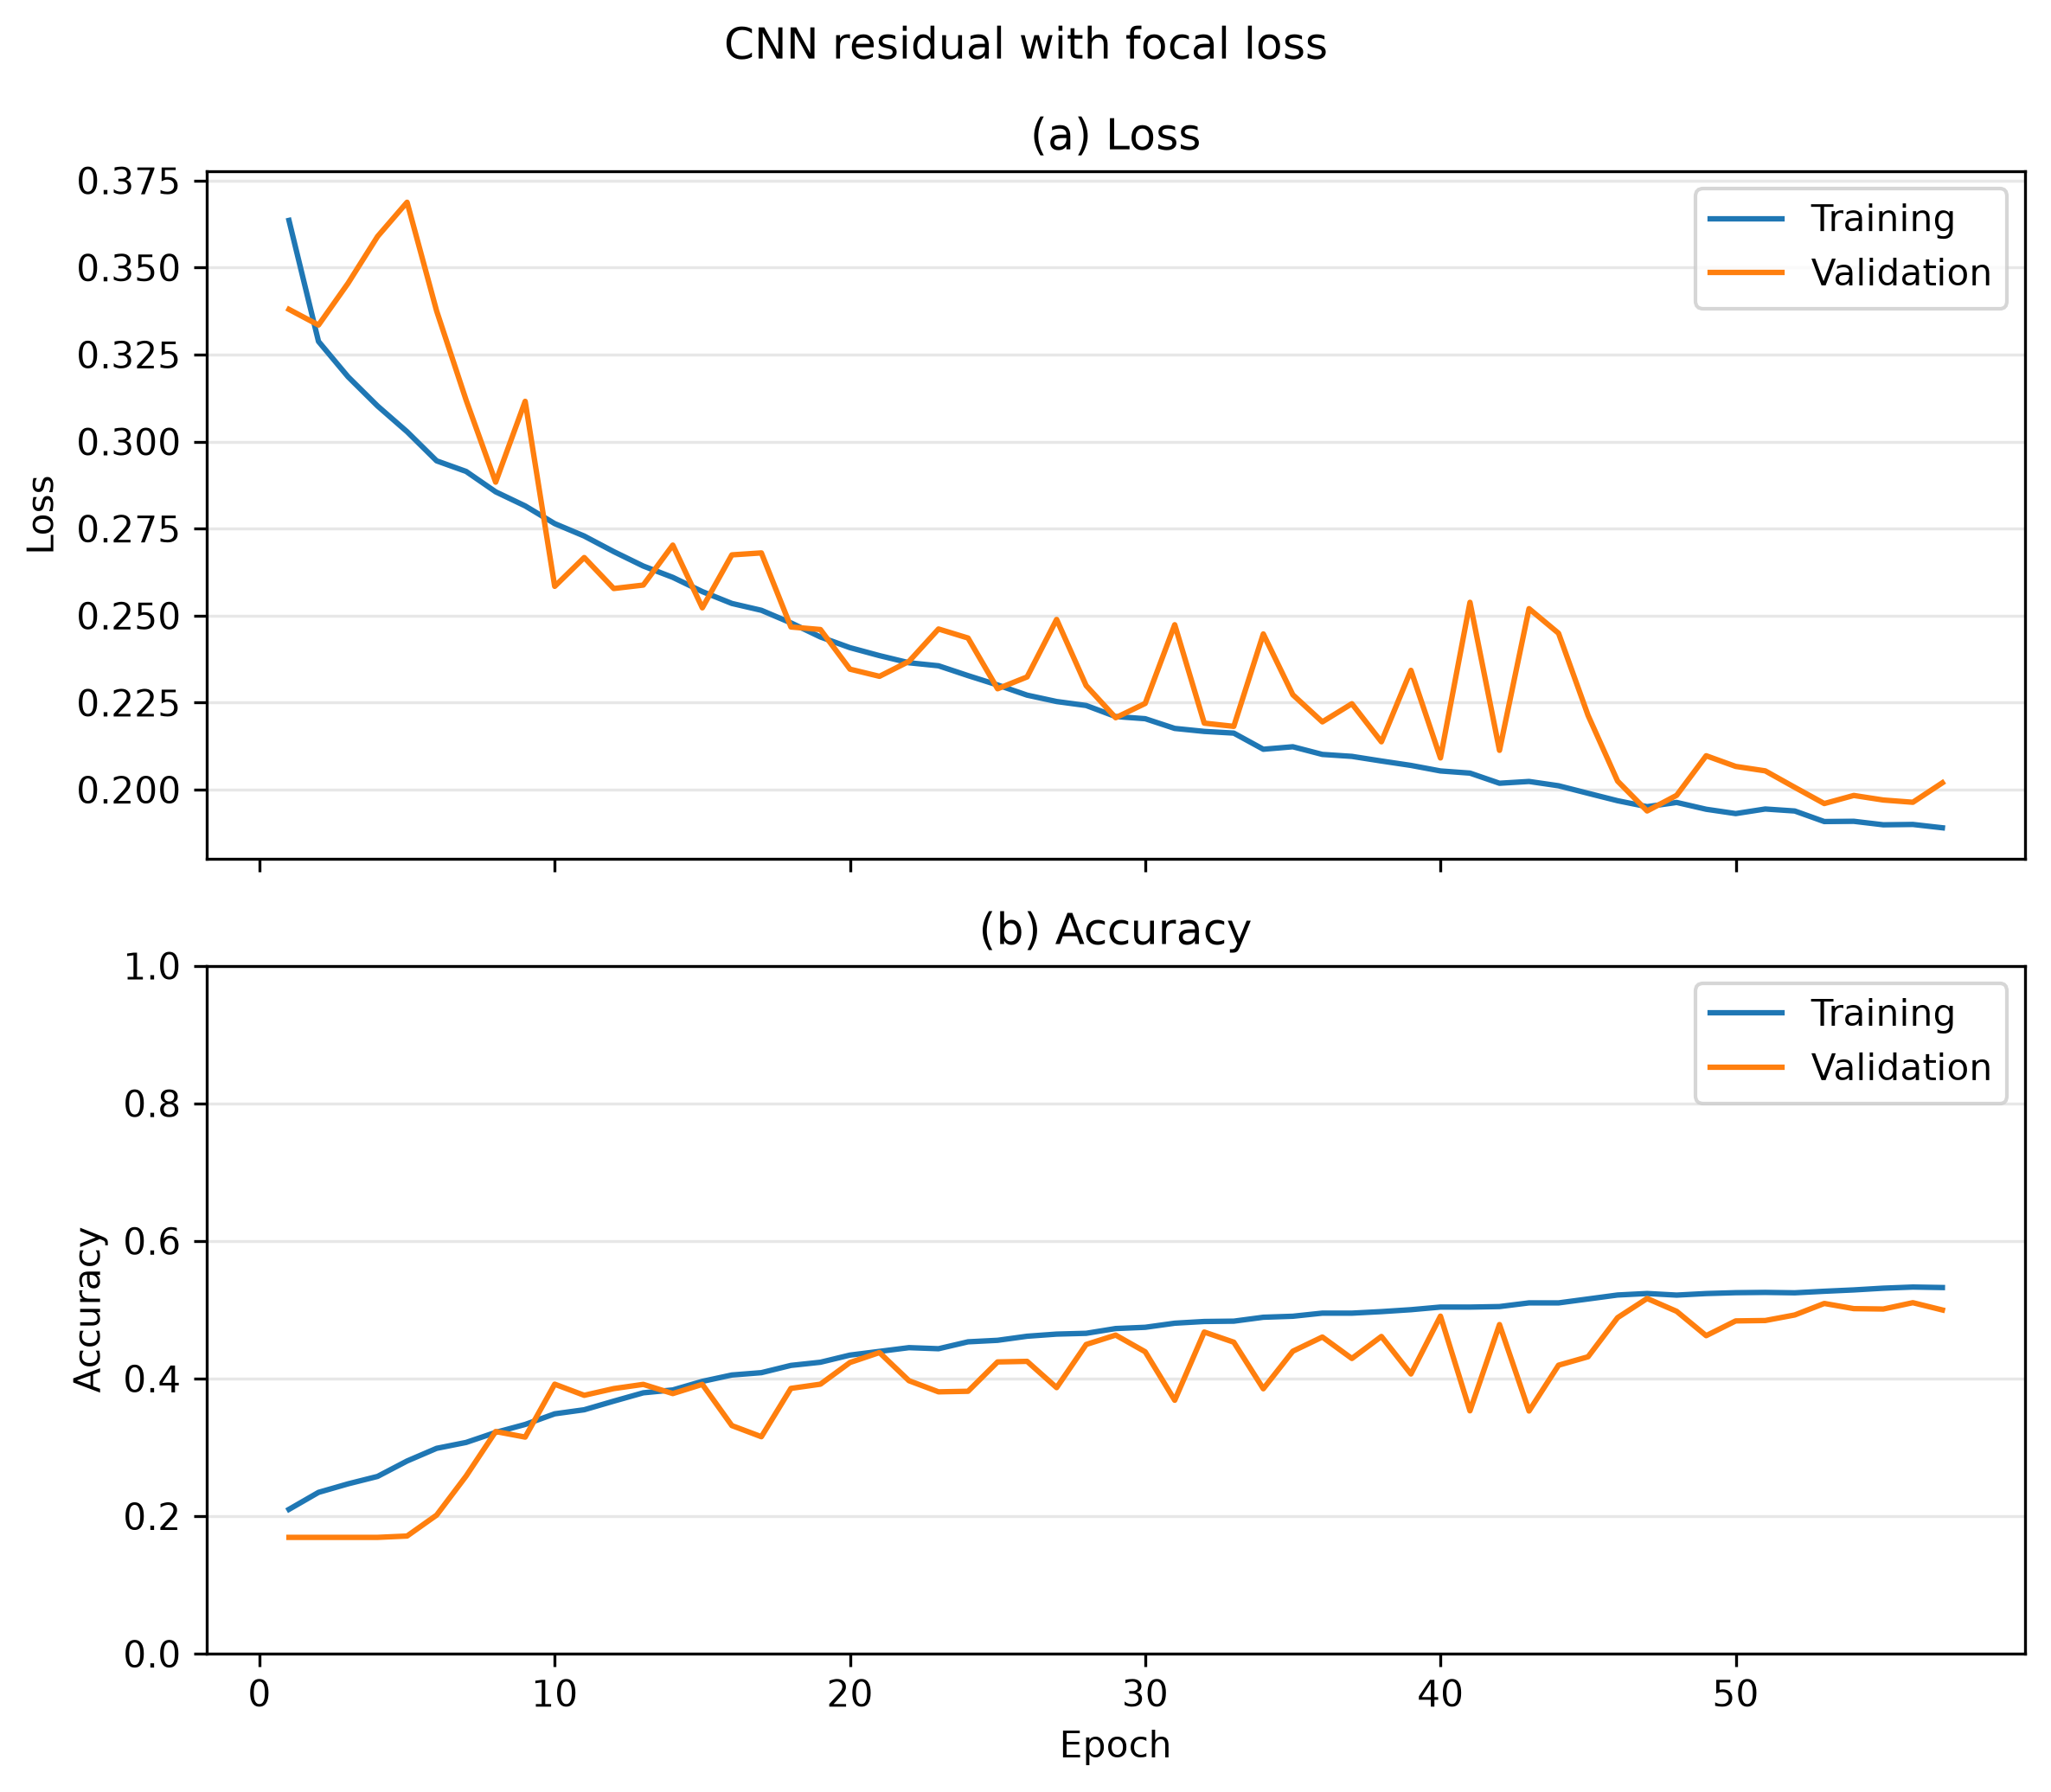 CNN residual with focal loss
(a) Loss
0.375
0.350
0.325
0.300
0.275
0.250
0.225
0.200
Loss
Training
Validation
(b) Accuracy
1.0
0.8
0.6
0.4
0.2
0.0
Accuracy
Training
Validation
0 10 20 30 40 50
Epoch